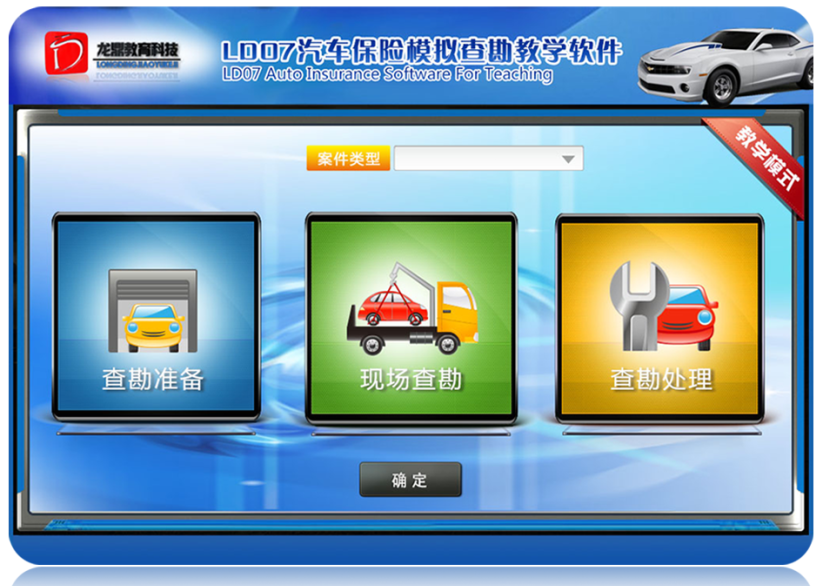 龙鼎教育科技
LD07汽车保险模拟查勘教学软件
LD07 Auto Insurance Software For Teaching
案件类型
教学模式
查勘准备
现场查勘
查勘处理
确定